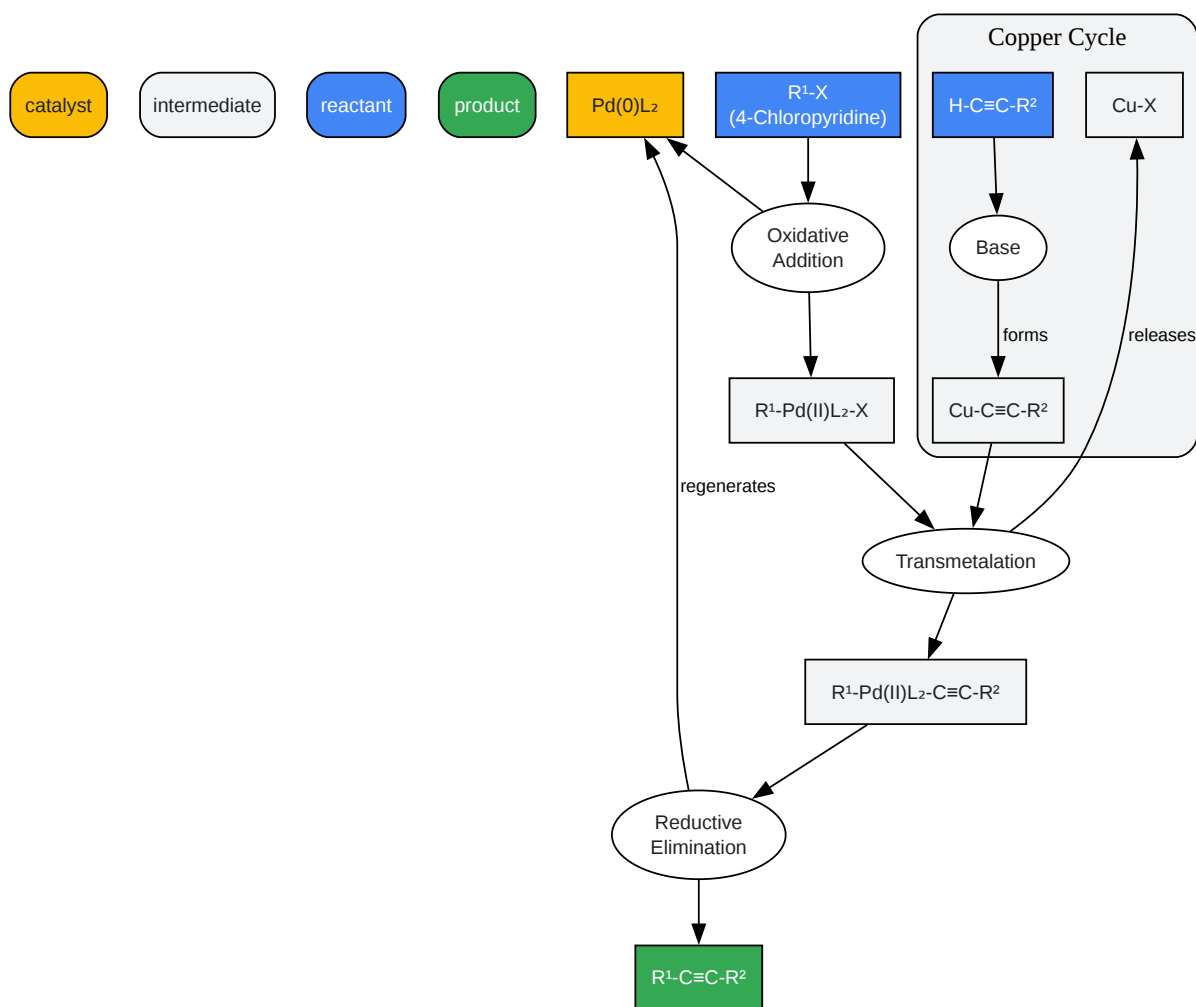 Copper Cycle
catalyst
intermediate
reactant
product
Pd(0)L₂
R¹-X
(4-Chloropyridine)
H-C≡C-R²
Cu-X
Oxidative
Addition
Base
forms
releases
R¹-Pd(II)L₂-X
Cu-C≡C-R²
regenerates
Transmetalation
R¹-Pd(II)L₂-C≡C-R²
Reductive
Elimination
R¹-C≡C-R²